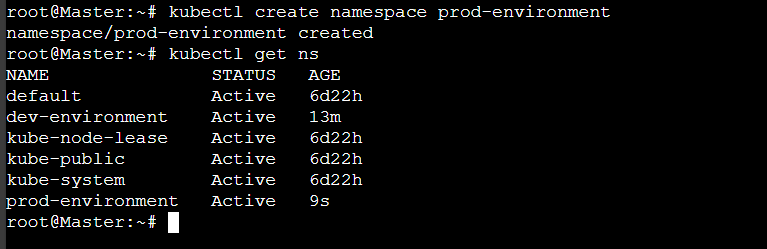 root@Master:~# kubectl create namespace prod-environment
namespace/prod-environment created
root@Master:~# kubectl get ns
NAME STATUS AGE
default Active 6d22h
dev-environment Active 13m
kube-node-lease Active 6d22h
kube-public Active 6d22h
kube-system Active 6d22h
prod-environment Active 9s
root@Master:~#